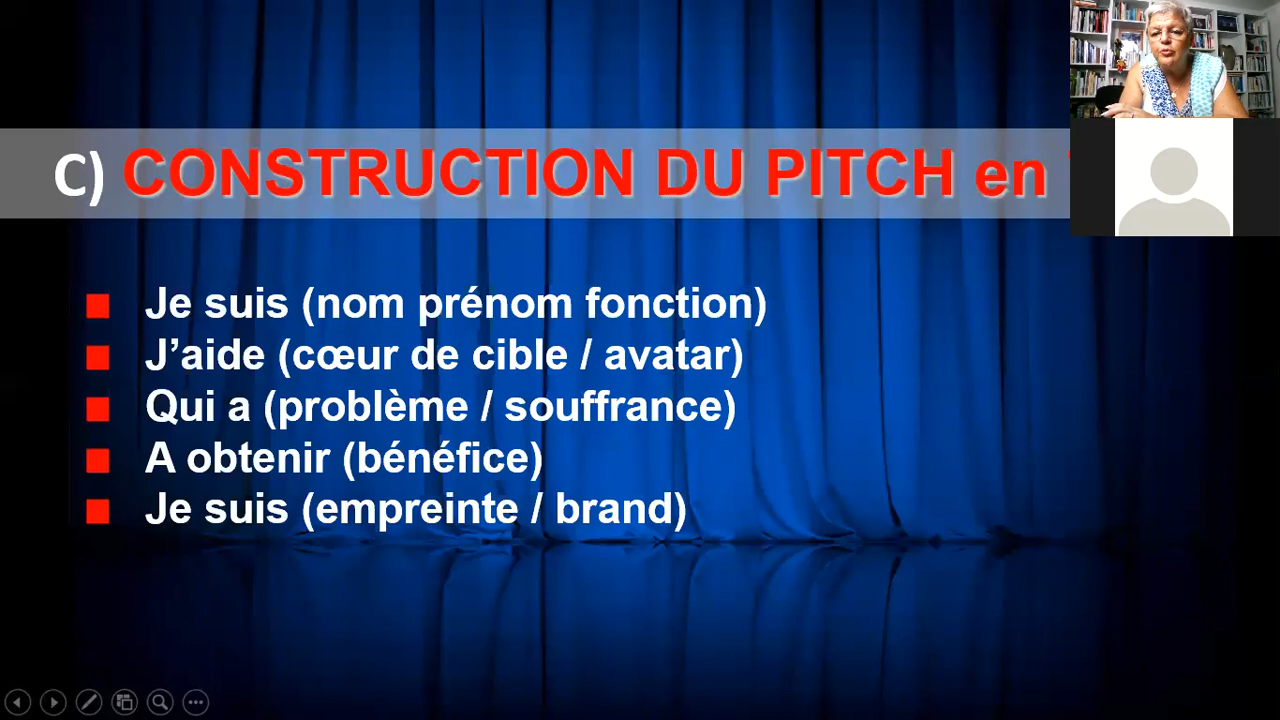 C) CONSTRUCTION DU PITCH en
Je suis (nom prénom fonction)
J’aide (cœur de cible / avatar)
Qui a (problème / souffrance)
A obtenir (bénéfice)
Je suis (empreinte / brand)